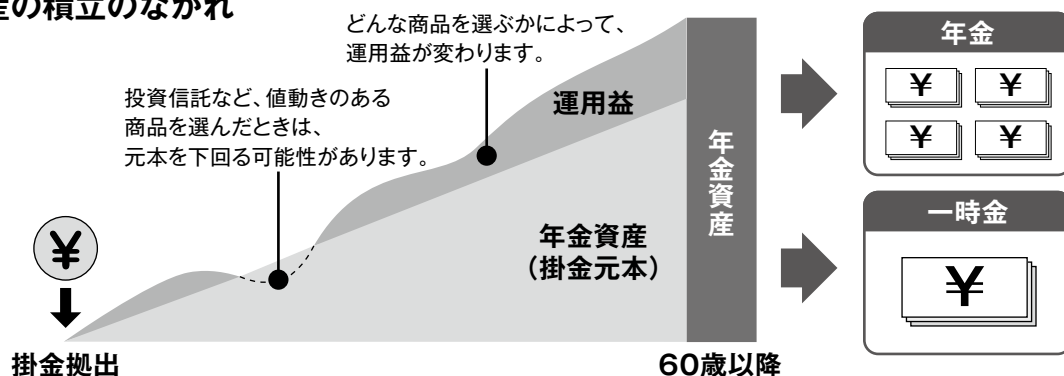 産の積立のながれ
どんな商品を選ぶかによって、
運用益が変わります。
投資信託など、値動きのある
商品を選んだときは、
元本を下回る可能性があります。
運用益
年金資産
(掛金元本)
年金資産
¥
掛金拠出
60歳以降
年金
¥ ¥
¥ ¥
一時金
¥